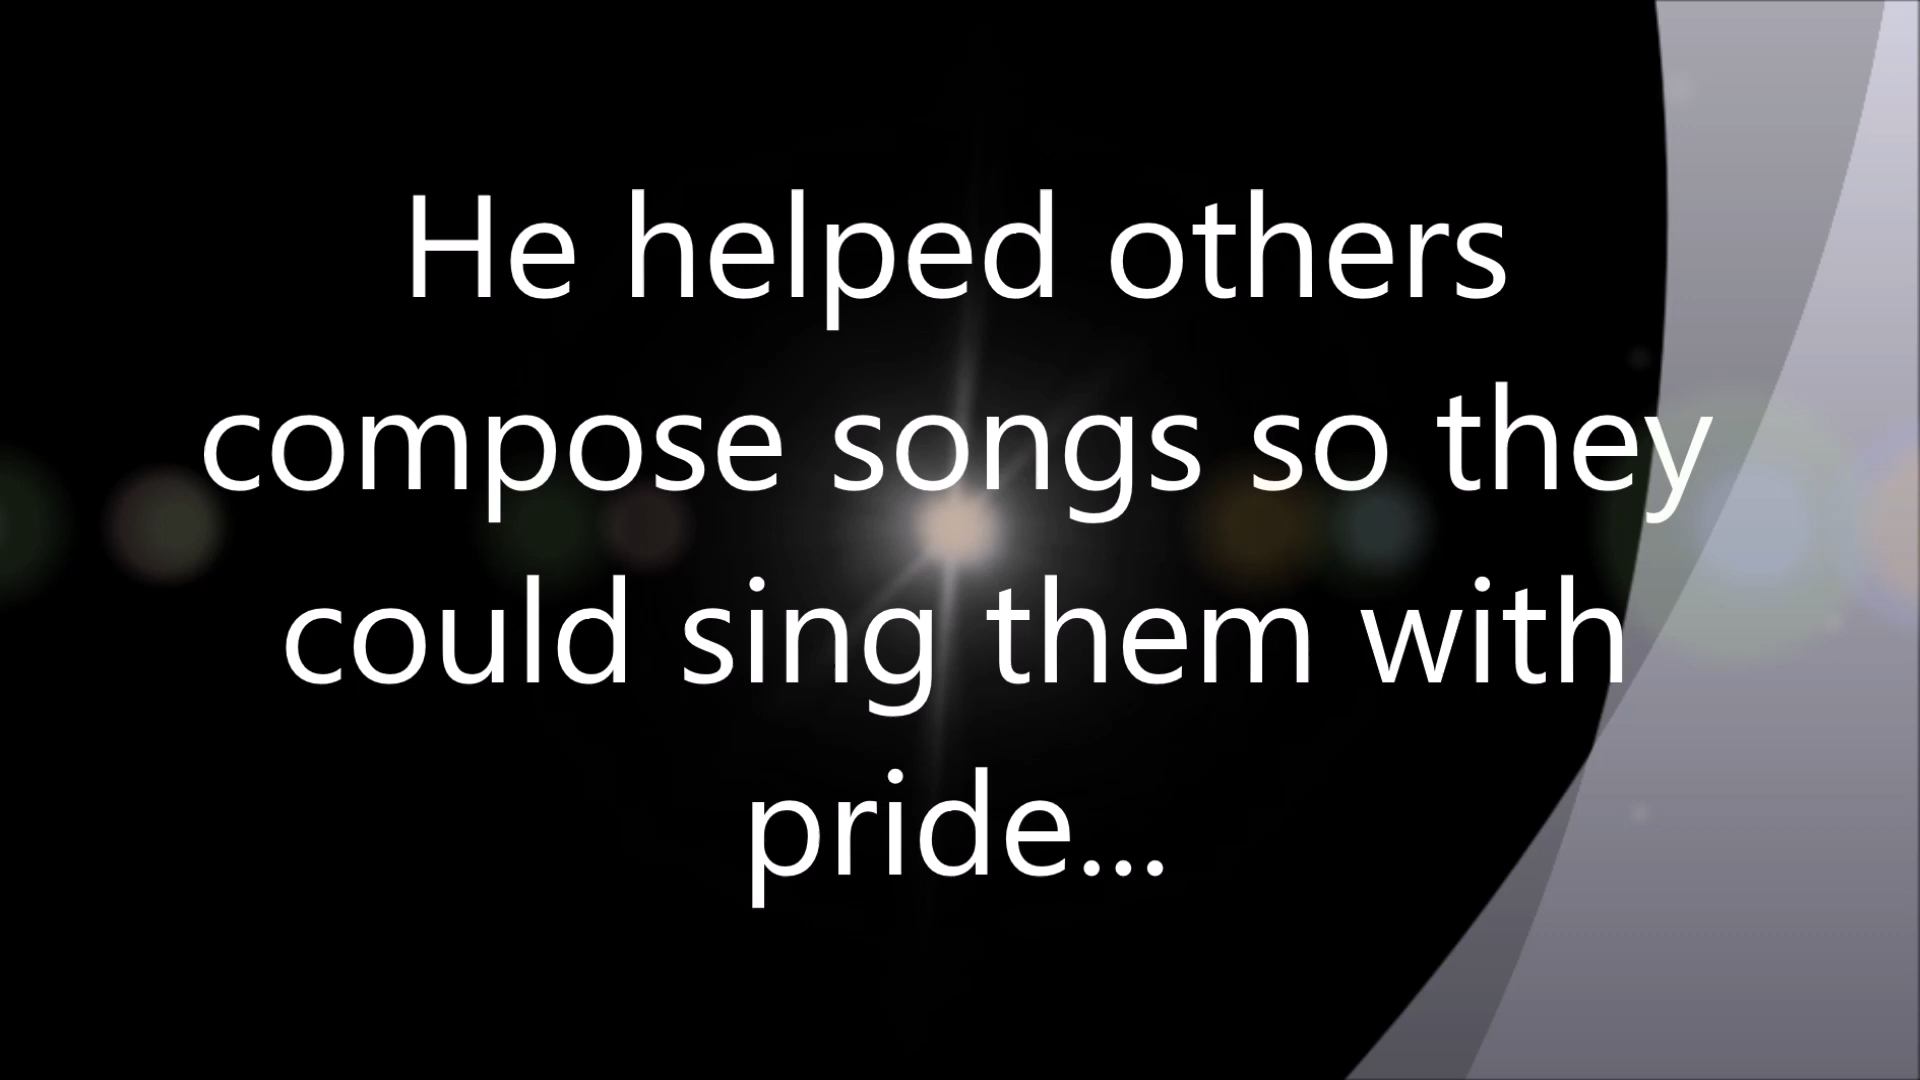 He helped others
compose songs so they
could sing them with
pride...